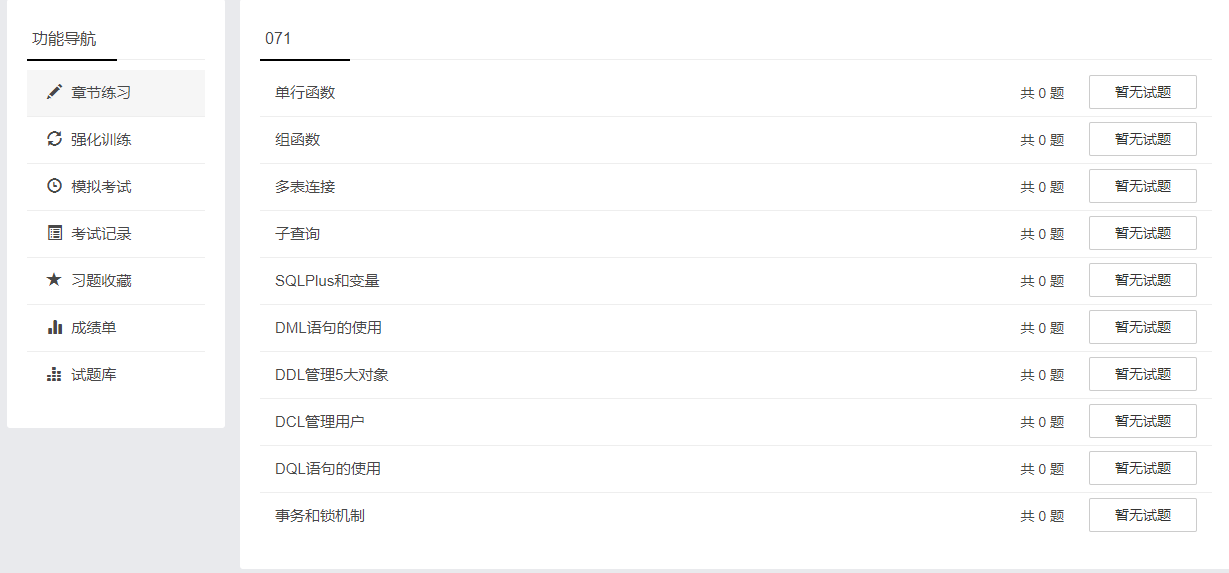 功能导航
章节练习
强化训练
模拟考试
考试记录
习题收藏
成绩单
试题库
071
单行函数 共 0 题 暂无试题
组函数 共 0 题 暂无试题
多表连接 共 0 题 暂无试题
子查询 共 0 题 暂无试题
SQLPlus和变量 共 0 题 暂无试题
DML语句的使用 共 0 题 暂无试题
DDL管理5大对象 共 0 题 暂无试题
DCL管理用户 共 0 题 暂无试题
DQL语句的使用 共 0 题 暂无试题
事务和锁机制 共 0 题 暂无试题